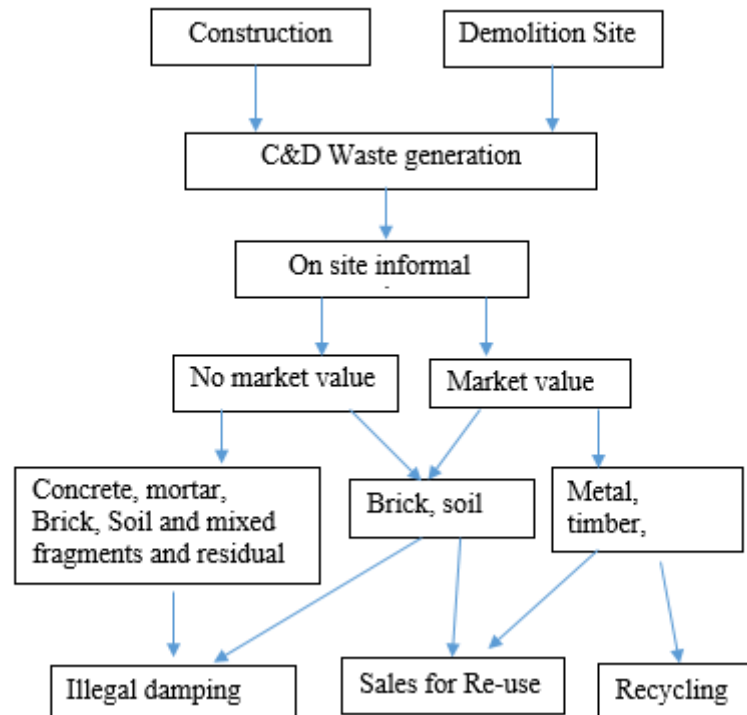 Construction
Demolition Site
C&D Waste generation
On site informal
No market value
Market value
Concrete, mortar,
Brick, Soil and mixed
fragments and residual
Brick, soil
Metal,
timber,
Illegal damping
Sales for Re-use
Recycling